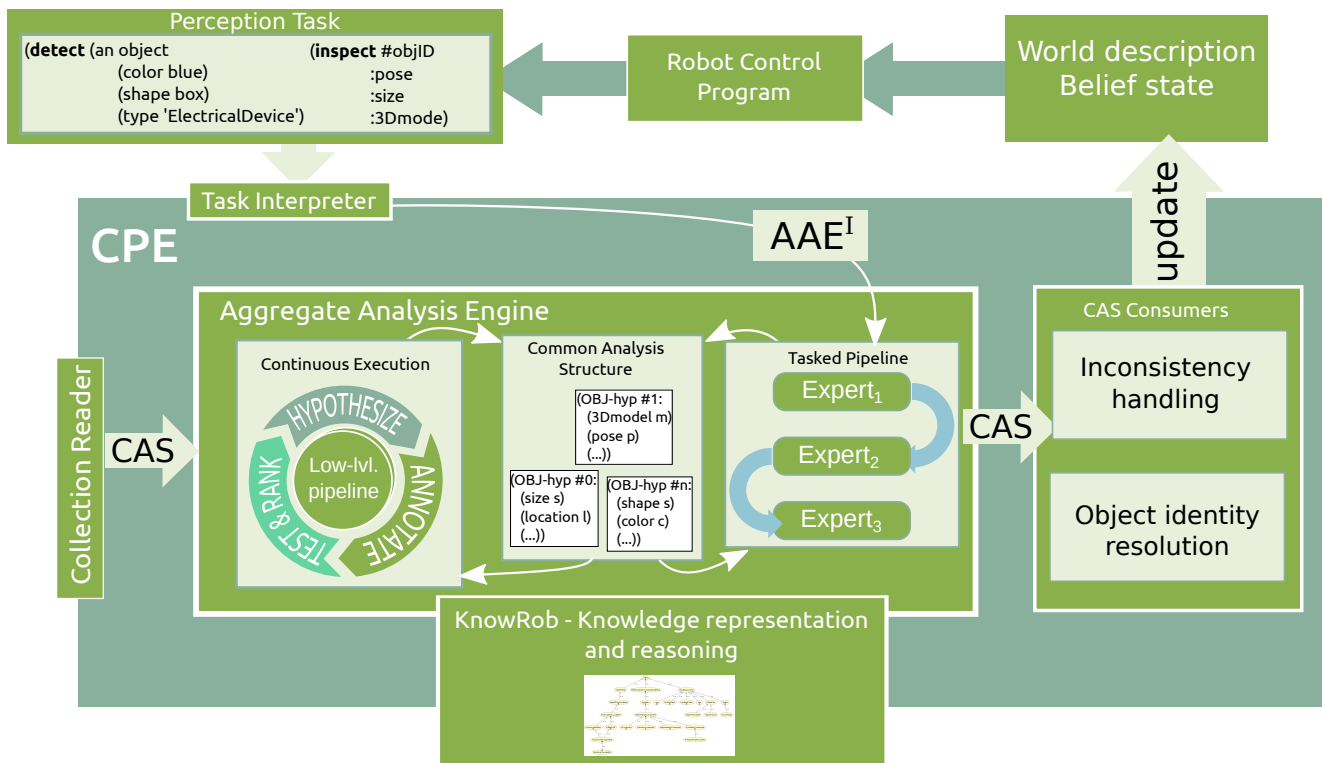 Perception Task
(detect (an object
(color blue)
(shape box)
(type 'ElectricalDevice')
(inspect #objID
:pose
:size
:3Dmode)
Robot Control
Program
World description
Belief state
update
Task Interpreter
CPE
AAE^I
Aggregate Analysis Engine
Collection Reader
CAS
Continuous Execution
HYPOTHESIZE
ANNOTATE
TEST & RANK
Low-lvl.
pipeline
Common Analysis
Structure
(OBJ-hyp #1:
(3Dmodel m)
(pose p)
(...))
(OBJ-hyp #0:
(size s)
(location l)
(...))
(OBJ-hyp #n:
(shape s)
(color c)
(...))
Tasked Pipeline
Expert₁
Expert₂
Expert₃
CAS
CAS Consumers
Inconsistency
handling
Object identity
resolution
KnowRob - Knowledge representation
and reasoning